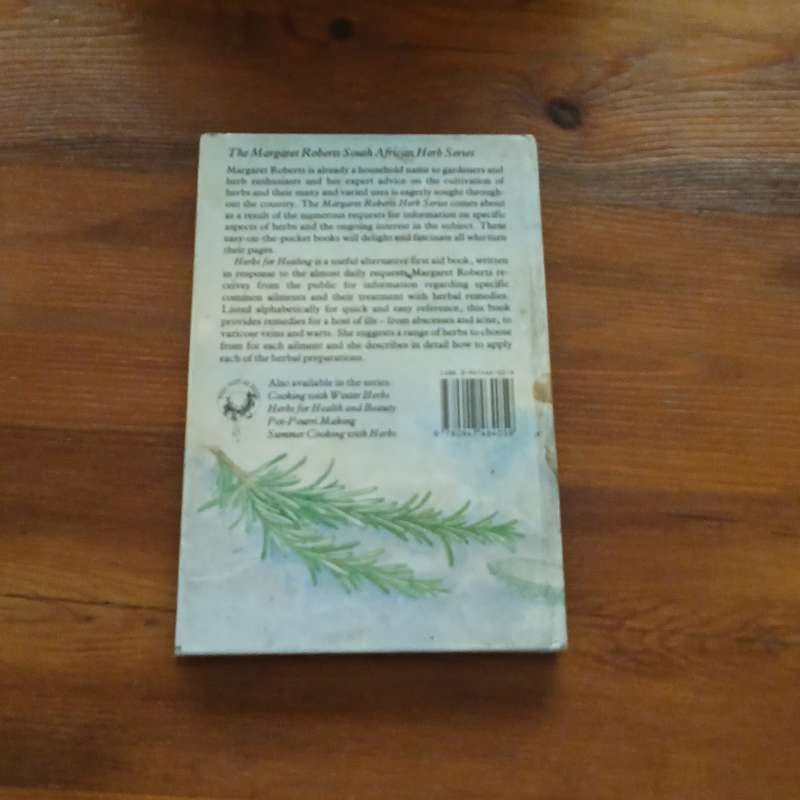 The Margaret Roberts South African Herb Series
Margaret Roberts is already a household name to gardeners and
herb enthusiasts and her expert advice on the cultivation of
herbs and their many and varied uses is eagerly sought through-
out the country. The Margaret Roberts Herb Series comes about
as a result of the numerous requests for information on specific
aspects of herbs and the ongoing interest in the subject. These
easy-on-the-pocket books will delight and fascinate all who turn
their pages.
Herbs for Healing is a useful alternative first aid book, written
in response to the almost daily requests Margaret Roberts re-
ceives from the public for information regarding specific
common ailments and their treatment with herbal remedies.
Listed alphabetically for quick and easy reference, this book
provides remedies for a host of ills – from abscesses and acne, to
varicose veins and warts. She suggests a range of herbs to choose
from for each ailment and she describes in detail how to apply
each of the herbal preparations.
Also available in the series:
Cooking with Winter Herbs
Herbs for Health and Beauty
Pot-Pourri Making
Summer Cooking with Herbs
ISBN